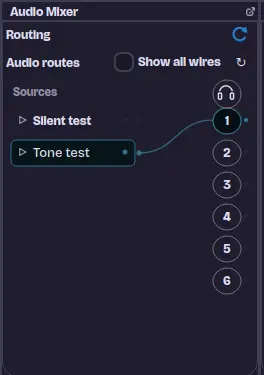 Audio Mixer
Routing
Audio routes Show all wires
Sources
Silent test 1
Tone test 2
3
4
5
6